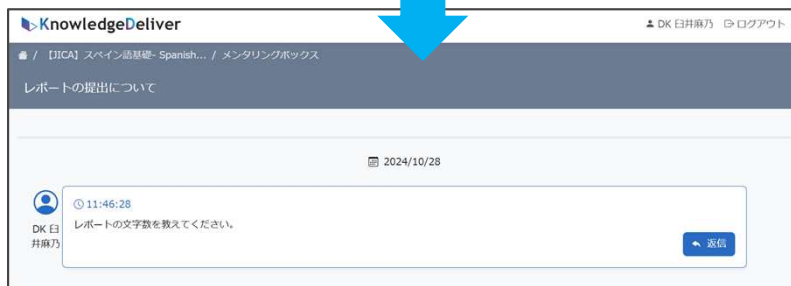 KnowledgeDeliver
DK 臼井麻乃 ログアウト
/ 【JICA】スペイン語基礎- Spanish... / メンタリングボックス
レポートの提出について
2024/10/28
11:46:28
レポートの文字数を教えてください。
DK 臼
井麻乃
返信